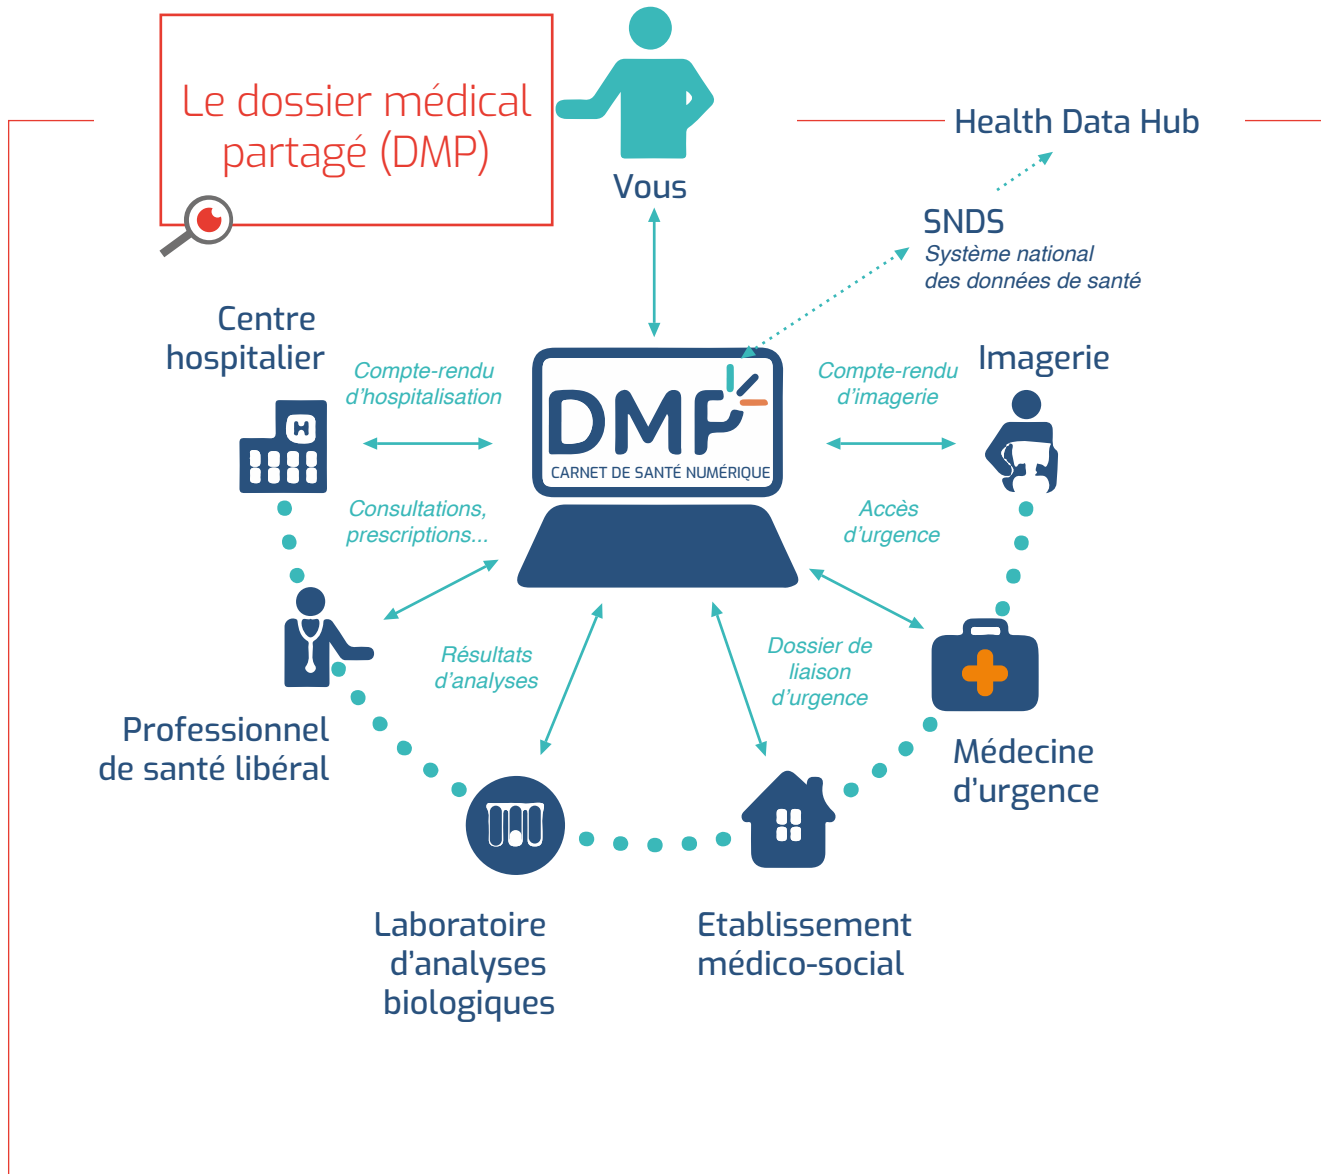 Le dossier médical
partagé (DMP)
Vous
Health Data Hub
SNDS
Système national
des données de santé
Centre
hospitalier
Compte-rendu
d'hospitalisation
DMP
CARNET DE SANTÉ NUMÉRIQUE
Compte-rendu
d'imagerie
Imagerie
H
Consultations,
prescriptions...
Accès
d'urgence
Résultats
d'analyses
Dossier de
liaison
d'urgence
Professionnel
de santé libéral
Médecine
d'urgence
Laboratoire
d'analyses
biologiques
Etablissement
médico-social